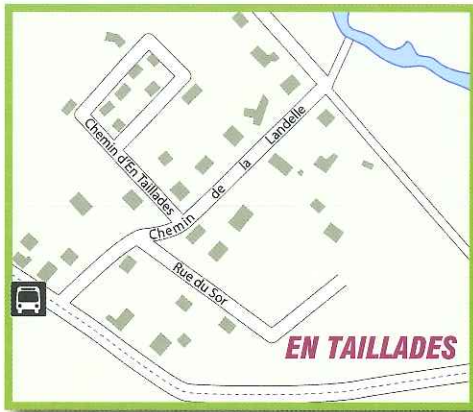 Chemin d'En Taillades
Chemin de la Landelle
Rue du Sor
EN TAILLADES